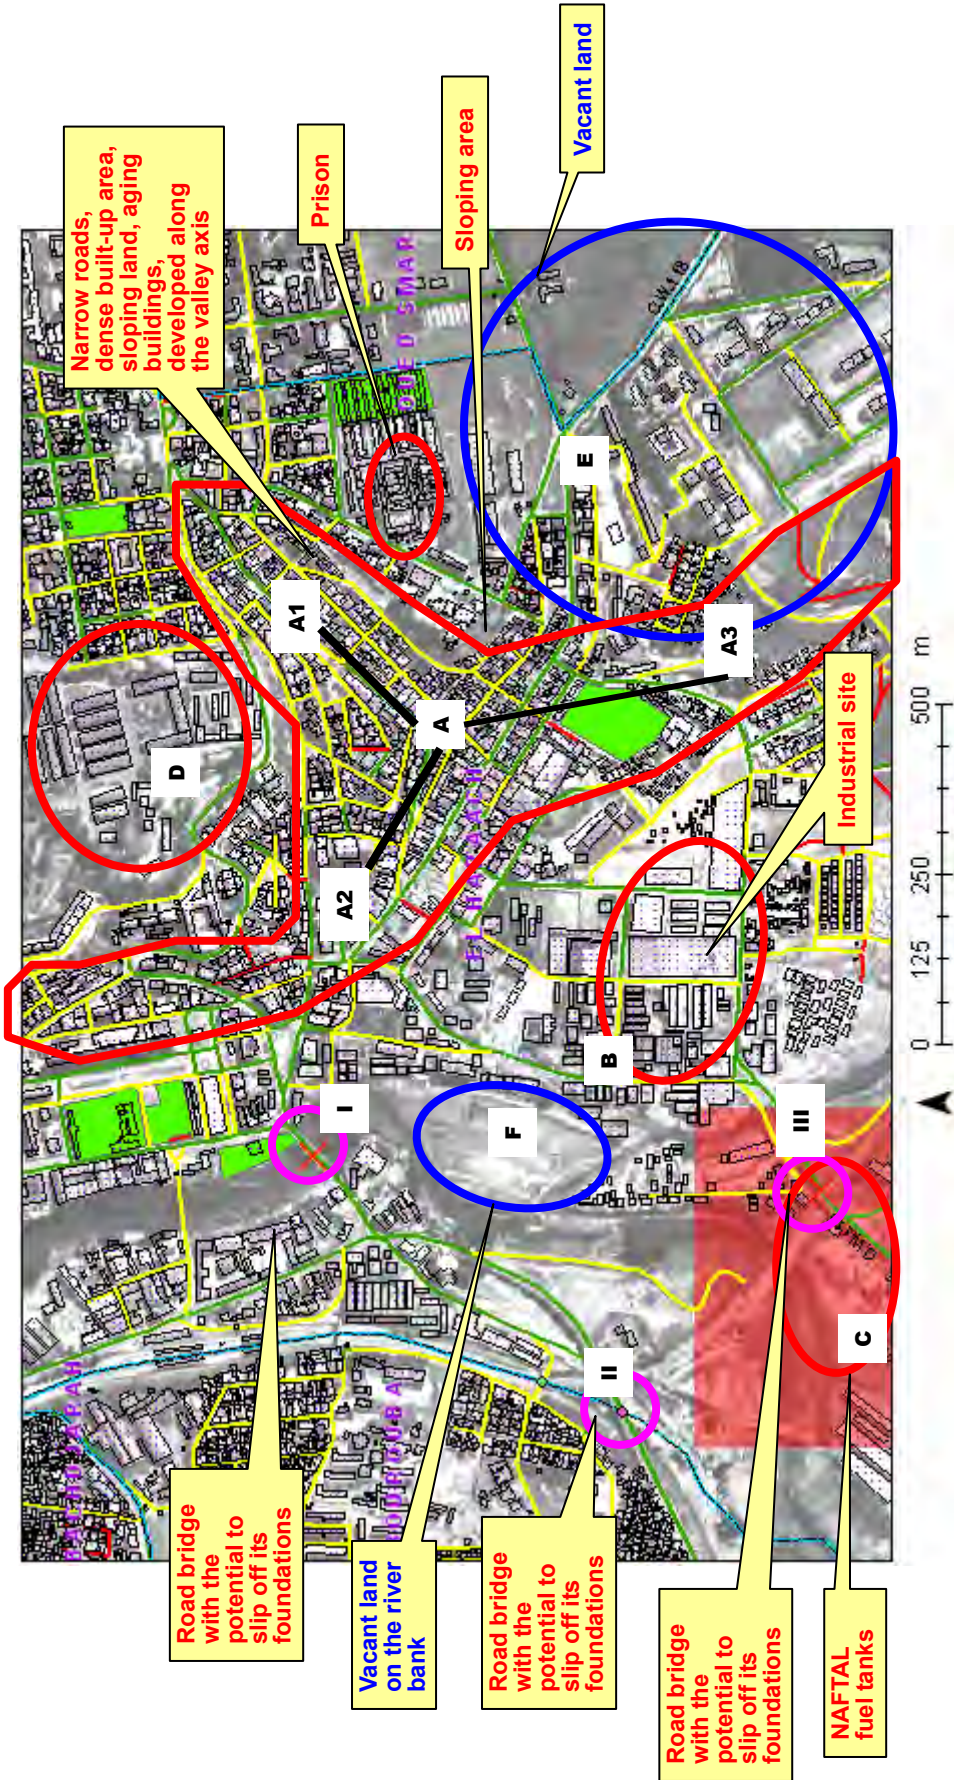 Narrow roads,
dense built-up area,
sloping land, aging
buildings,
developed along
the valley axis
Prison
Sloping area
Vacant land
Road bridge
with the
potential to
slip off its
foundations
Vacant land
on the river
bank
Road bridge
with the
potential to
slip off its
foundations
Road bridge
with the
potential to
slip off its
foundations
NAFTAL
fuel tanks
Industrial site
D
A1
A2
I
A
EL HARRACH
F
E
II
B
A3
III
C
0 125 250 500 m